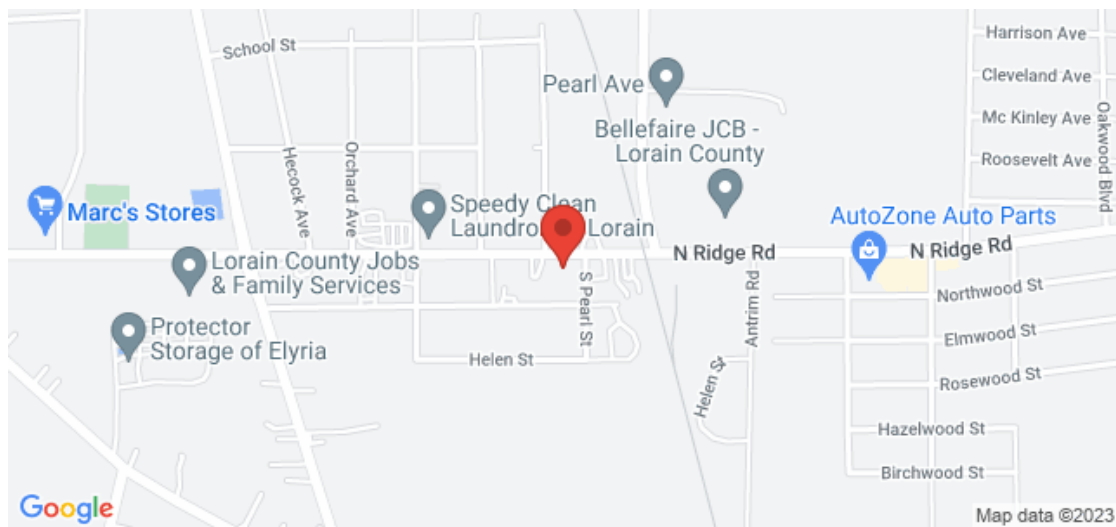 School St
Harrison Ave
Cleveland Ave
Mc Kinley Ave
Roosevelt Ave
Oakwood Blvd
Pearl Ave
Bellefaire JCB -
Lorain County
Hecock Ave
Orchard Ave
Marc's Stores
Speedy Clean
Laundro
Lorain
AutoZone Auto Parts
N Ridge Rd
N Ridge Rd
Lorain County Jobs
& Family Services
S Pearl St
Antrim Rd
Northwood St
Protector
Storage of Elyria
Helen St
Helen St
Elmwood St
Rosewood St
Hazelwood St
Birchwood St
Google
Map data ©2023